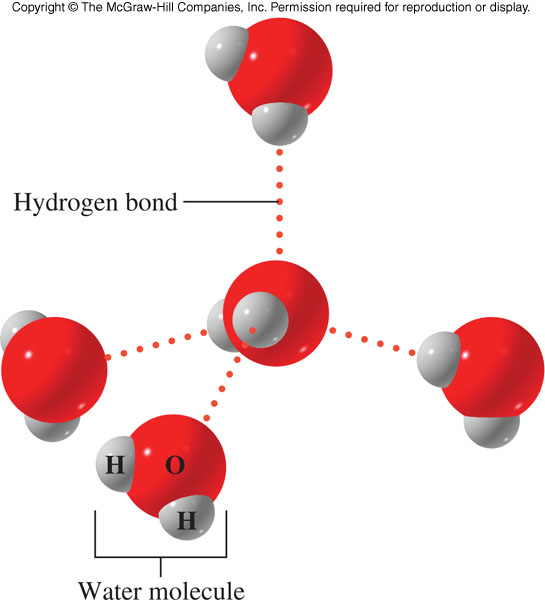 Copyright © The McGraw-Hill Companies, Inc. Permission required for reproduction or display.
Hydrogen bond
H
O
H
Water molecule